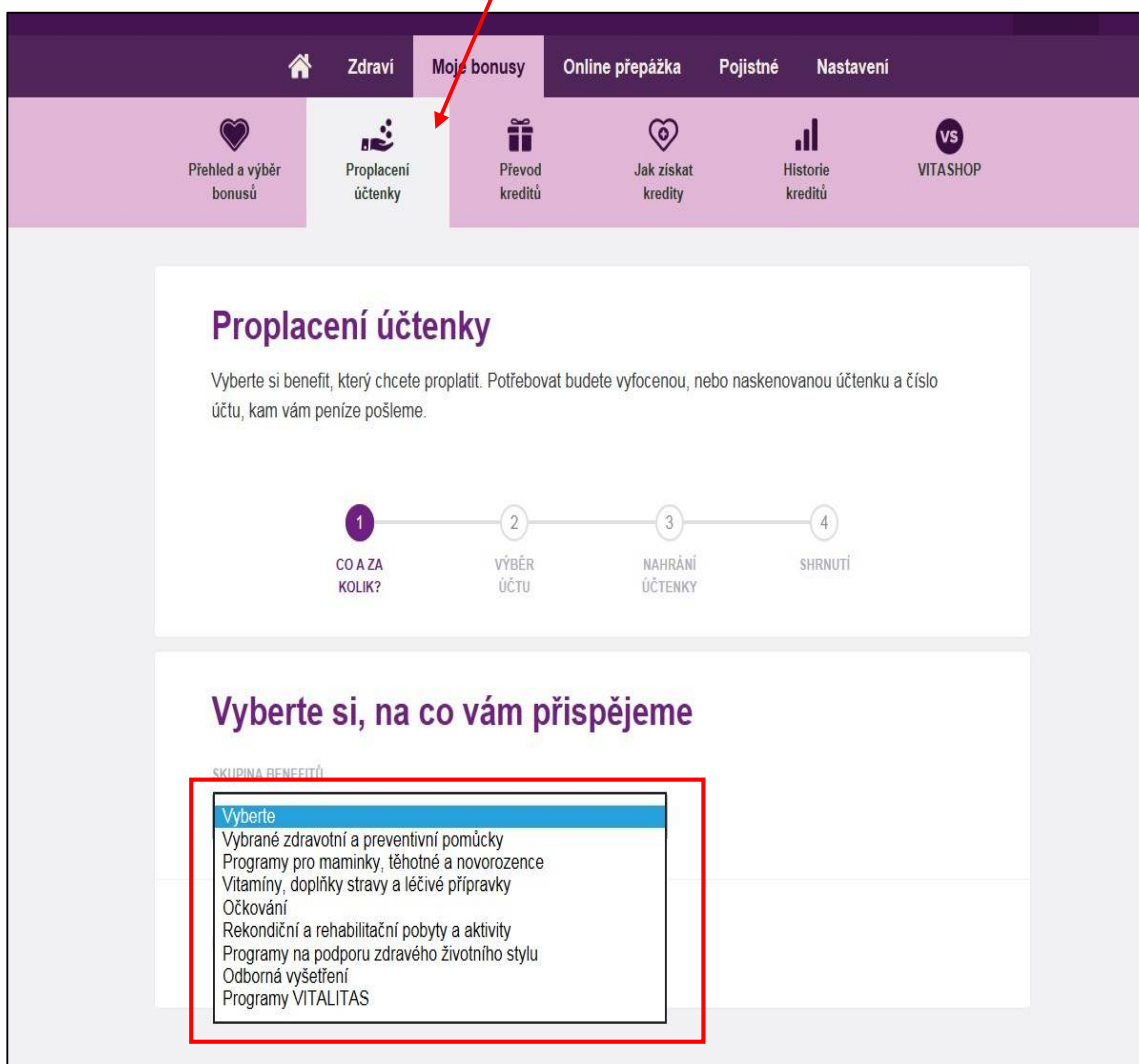 Zdraví Moje bonusy Online přepážka Pojistné Nastavení
Přehled a výběr bonusů
Proplacení účtenky
Převod kreditů
Jak získat kredity
Historie kreditů
VS
VITASHOP
Proplacení účtenky
Vyberte si benefit, který chcete proplatit. Potřebovat budete vyfocenou, nebo naskenovanou účtenku a číslo
účtu, kam vám peníze pošleme.
1 2 3 4
CO A ZA KOLIK?
VÝBĚR ÚČTU
NAHRÁNÍ ÚČTENKY
SHRNUTÍ
Vyberte si, na co vám přispějeme
SKUPINA BENEFITŮ
Vyberte
Vybrané zdravotní a preventivní pomůcky
Programy pro maminky, těhotné a novorozence
Vitamíny, doplňky stravy a léčivé přípravky
Očkování
Rekondiční a rehabilitační pobyty a aktivity
Programy na podporu zdravého životního stylu
Odborná vyšetření
Programy VITALITAS